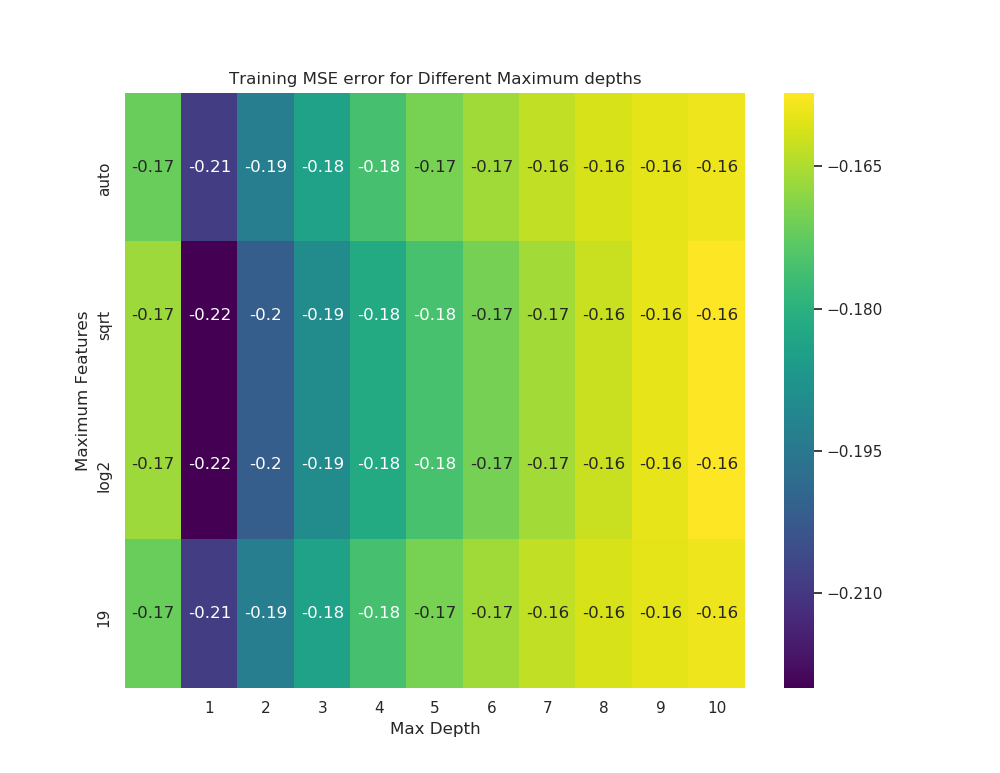 Training MSE error for Different Maximum depths
Maximum Features
auto
-0.17 -0.21 -0.19 -0.18 -0.18 -0.17 -0.17 -0.16 -0.16 -0.16 -0.16
sqrt
-0.17 -0.22 -0.2 -0.19 -0.18 -0.18 -0.17 -0.17 -0.16 -0.16 -0.16
log2
-0.17 -0.22 -0.2 -0.19 -0.18 -0.18 -0.17 -0.17 -0.16 -0.16 -0.16
19
-0.17 -0.21 -0.19 -0.18 -0.18 -0.17 -0.17 -0.16 -0.16 -0.16 -0.16
1 2 3 4 5 6 7 8 9 10
Max Depth
−0.165
−0.180
−0.195
−0.210